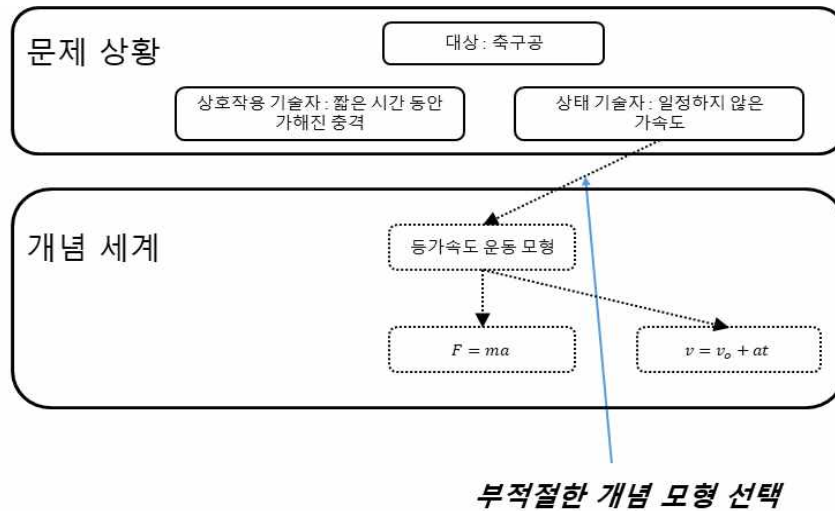 문제 상황
대상 : 축구공
상호작용 기술자 : 짧은 시간 동안
가해진 충격
상태 기술자 : 일정하지 않은
가속도
개념 세계
등가속도 운동 모형
F = ma
v = vₒ + at
부적절한 개념 모형 선택